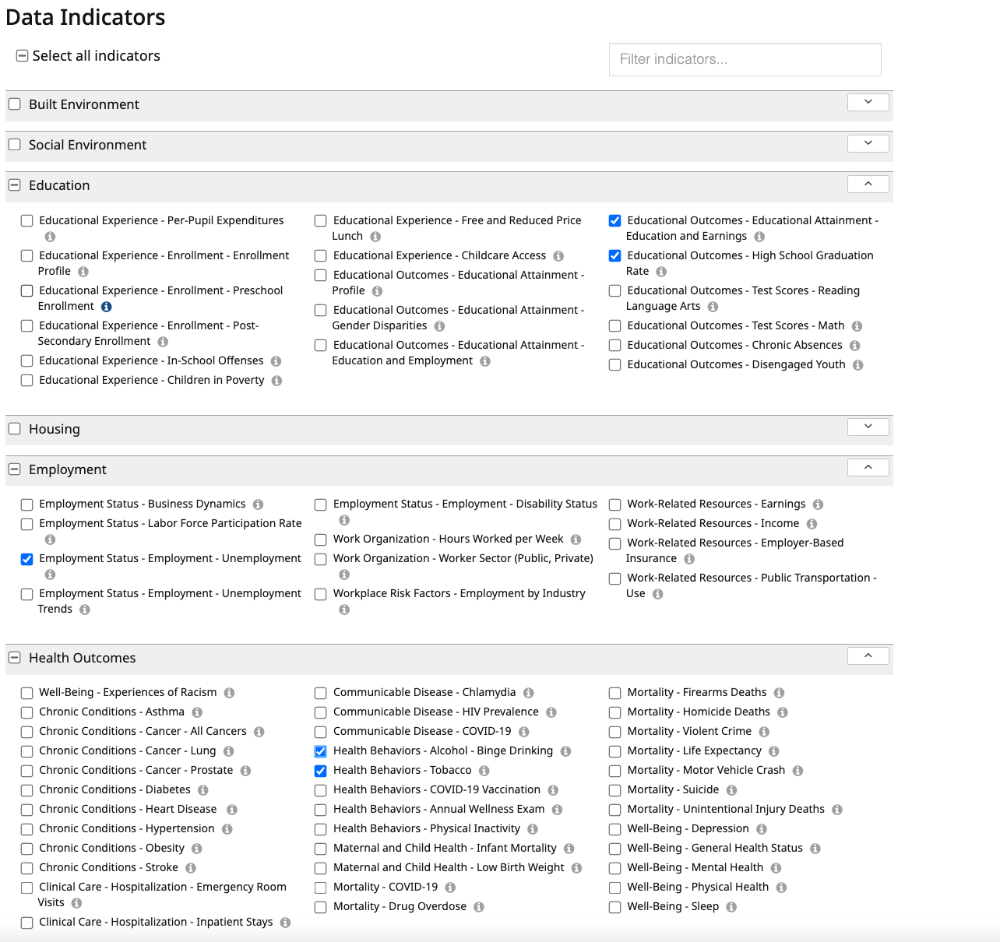 Data Indicators
Select all indicators
Filter indicators...
Built Environment
Social Environment
Education
Educational Experience - Per-Pupil Expenditures
Educational Experience - Enrollment - Enrollment
Profile
Educational Experience - Enrollment - Preschool
Enrollment
Educational Experience - Enrollment - Post-
Secondary Enrollment
Educational Experience - In-School Offenses
Educational Experience - Children in Poverty
Educational Experience - Free and Reduced Price
Lunch
Educational Experience - Childcare Access
Educational Outcomes - Educational Attainment -
Profile
Educational Outcomes - Educational Attainment -
Gender Disparities
Educational Outcomes - Educational Attainment -
Education and Employment
Educational Outcomes - Educational Attainment -
Education and Earnings
Educational Outcomes - High School Graduation
Rate
Educational Outcomes - Test Scores - Reading
Language Arts
Educational Outcomes - Test Scores - Math
Educational Outcomes - Chronic Absences
Educational Outcomes - Disengaged Youth
Housing
Employment
Employment Status - Business Dynamics
Employment Status - Labor Force Participation Rate
Employment Status - Employment - Unemployment
Employment Status - Employment - Unemployment
Trends
Employment Status - Employment - Disability Status
Work Organization - Hours Worked per Week
Work Organization - Worker Sector (Public, Private)
Workplace Risk Factors - Employment by Industry
Work-Related Resources - Earnings
Work-Related Resources - Income
Work-Related Resources - Employer-Based
Insurance
Work-Related Resources - Public Transportation -
Use
Health Outcomes
Well-Being - Experiences of Racism
Chronic Conditions - Asthma
Chronic Conditions - Cancer - All Cancers
Chronic Conditions - Cancer - Lung
Chronic Conditions - Cancer - Prostate
Chronic Conditions - Diabetes
Chronic Conditions - Heart Disease
Chronic Conditions - Hypertension
Chronic Conditions - Obesity
Chronic Conditions - Stroke
Clinical Care - Hospitalization - Emergency Room
Visits
Clinical Care - Hospitalization - Inpatient Stays
Communicable Disease - Chlamydia
Communicable Disease - HIV Prevalence
Communicable Disease - COVID-19
Health Behaviors - Alcohol - Binge Drinking
Health Behaviors - Tobacco
Health Behaviors - COVID-19 Vaccination
Health Behaviors - Annual Wellness Exam
Health Behaviors - Physical Inactivity
Maternal and Child Health - Infant Mortality
Maternal and Child Health - Low Birth Weight
Mortality - COVID-19
Mortality - Drug Overdose
Mortality - Firearms Deaths
Mortality - Homicide Deaths
Mortality - Violent Crime
Mortality - Life Expectancy
Mortality - Motor Vehicle Crash
Mortality - Suicide
Mortality - Unintentional Injury Deaths
Well-Being - Depression
Well-Being - General Health Status
Well-Being - Mental Health
Well-Being - Physical Health
Well-Being - Sleep